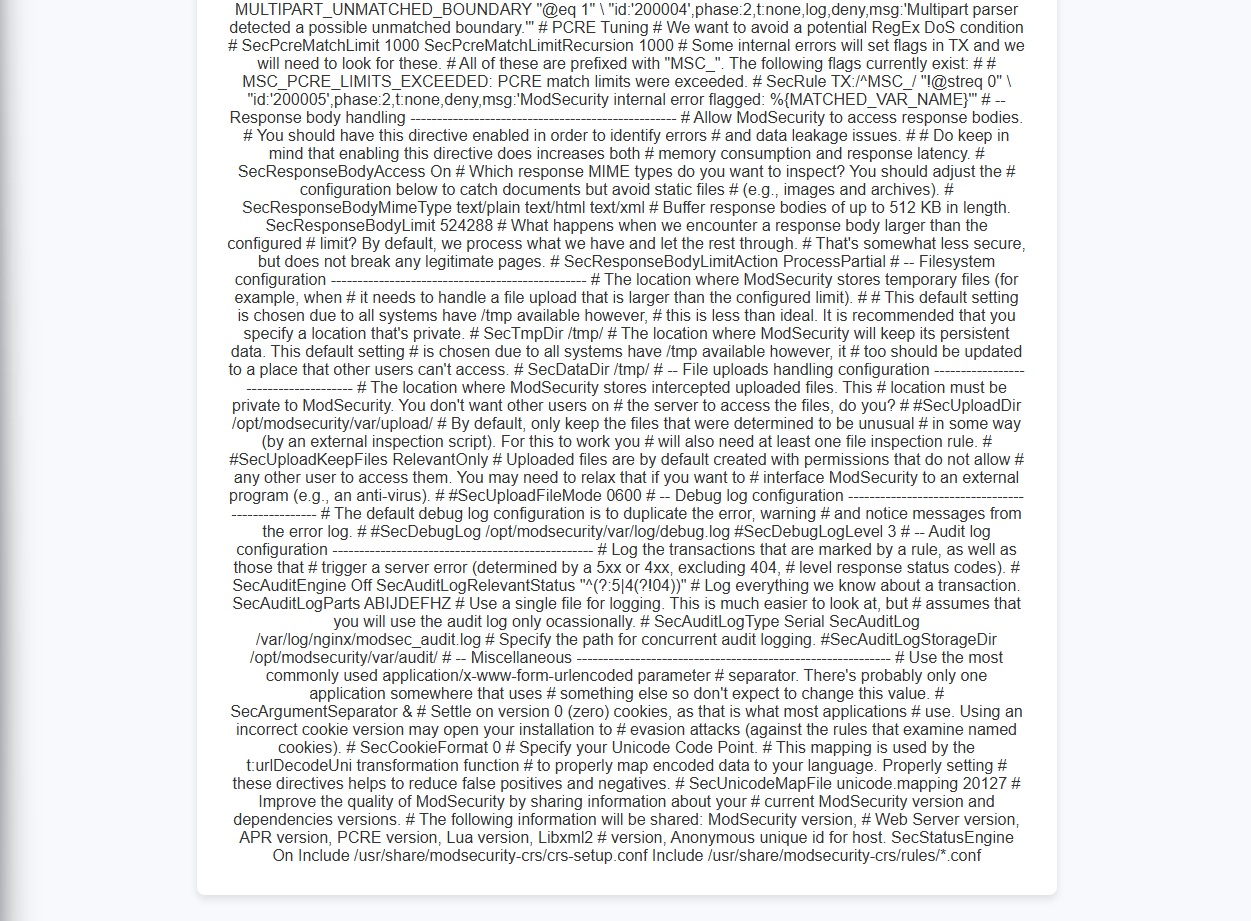 MULTIPART_UNMATCHED_BOUNDARY "@eq 1" \ "id:'200004',phase:2,t:none,log,deny,msg:'Multipart parser
detected a possible unmatched boundary.'" # PCRE Tuning # We want to avoid a potential RegEx DoS condition
# SecPcreMatchLimit 1000 SecPcreMatchLimitRecursion 1000 # Some internal errors will set flags in TX and we
will need to look for these. # All of these are prefixed with "MSC_". The following flags currently exist: # #
MSC_PCRE_LIMITS_EXCEEDED: PCRE match limits were exceeded. # SecRule TX:/^MSC_/ "!@streq 0" \
"id:'200005',phase:2,t:none,deny,msg:'ModSecurity internal error flagged: %{MATCHED_VAR_NAME}'" # --
Response body handling -------------------------------------------------- # Allow ModSecurity to access response bodies.
# You should have this directive enabled in order to identify errors # and data leakage issues. # # Do keep in
mind that enabling this directive does increases both # memory consumption and response latency. #
SecResponseBodyAccess On # Which response MIME types do you want to inspect? You should adjust the #
configuration below to catch documents but avoid static files # (e.g., images and archives). #
SecResponseBodyMimeType text/plain text/html text/xml # Buffer response bodies of up to 512 KB in length.
SecResponseBodyLimit 524288 # What happens when we encounter a response body larger than the
configured # limit? By default, we process what we have and let the rest through. # That's somewhat less secure,
but does not break any legitimate pages. # SecResponseBodyLimitAction ProcessPartial # -- Filesystem
configuration ------------------------------------------------ # The location where ModSecurity stores temporary files (for
example, when # it needs to handle a file upload that is larger than the configured limit). # # This default setting
is chosen due to all systems have /tmp available however, # this is less than ideal. It is recommended that you
specify a location that's private. # SecTmpDir /tmp/ # The location where ModSecurity will keep its persistent
data. This default setting # is chosen due to all systems have /tmp available however, it # too should be updated
to a place that other users can't access. # SecDataDir /tmp/ # -- File uploads handling configuration -----------------
-------------------- # The location where ModSecurity stores intercepted uploaded files. This # location must be
private to ModSecurity. You don't want other users on # the server to access the files, do you? # #SecUploadDir
/opt/modsecurity/var/upload/ # By default, only keep the files that were determined to be unusual # in some way
(by an external inspection script). For this to work you # will also need at least one file inspection rule. #
#SecUploadKeepFiles RelevantOnly # Uploaded files are by default created with permissions that do not allow #
any other user to access them. You may need to relax that if you want to # interface ModSecurity to an external
program (e.g., an anti-virus). # #SecUploadFileMode 0600 # -- Debug log configuration ---------------------------------
---------------- # The default debug log configuration is to duplicate the error, warning # and notice messages from
the error log. # #SecDebugLog /opt/modsecurity/var/log/debug.log #SecDebugLogLevel 3 # -- Audit log
configuration ------------------------------------------------- # Log the transactions that are marked by a rule, as well as
those that # trigger a server error (determined by a 5xx or 4xx, excluding 404, # level response status codes). #
SecAuditEngine Off SecAuditLogRelevantStatus "^(?:5|4(?!04))" # Log everything we know about a transaction.
SecAuditLogParts ABIJDEFHZ # Use a single file for logging. This is much easier to look at, but # assumes that
you will use the audit log only ocassionally. # SecAuditLogType Serial SecAuditLog
/var/log/nginx/modsec_audit.log # Specify the path for concurrent audit logging. #SecAuditLogStorageDir
/opt/modsecurity/var/audit/ # -- Miscellaneous ----------------------------------------------------------- # Use the most
commonly used application/x-www-form-urlencoded parameter # separator. There's probably only one
application somewhere that uses # something else so don't expect to change this value. #
SecArgumentSeparator & # Settle on version 0 (zero) cookies, as that is what most applications # use. Using an
incorrect cookie version may open your installation to # evasion attacks (against the rules that examine named
cookies). # SecCookieFormat 0 # Specify your Unicode Code Point. # This mapping is used by the
t:urlDecodeUni transformation function # to properly map encoded data to your language. Properly setting #
these directives helps to reduce false positives and negatives. # SecUnicodeMapFile unicode.mapping 20127 #
Improve the quality of ModSecurity by sharing information about your # current ModSecurity version and
dependencies versions. # The following information will be shared: ModSecurity version, # Web Server version,
APR version, PCRE version, Lua version, Libxml2 # version, Anonymous unique id for host. SecStatusEngine
On Include /usr/share/modsecurity-crs/crs-setup.conf Include /usr/share/modsecurity-crs/rules/*.conf